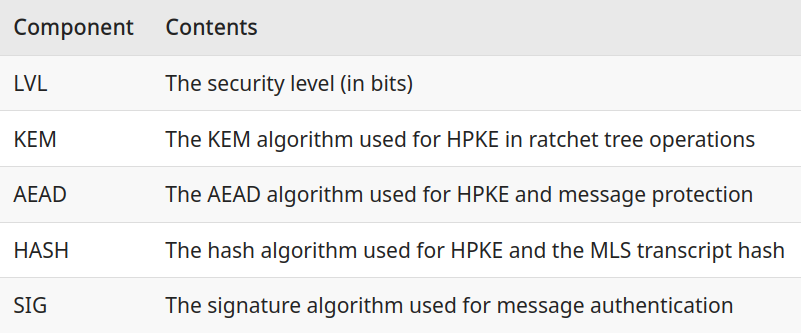 Component Contents
LVL The security level (in bits)
KEM The KEM algorithm used for HPKE in ratchet tree operations
AEAD The AEAD algorithm used for HPKE and message protection
HASH The hash algorithm used for HPKE and the MLS transcript hash
SIG The signature algorithm used for message authentication